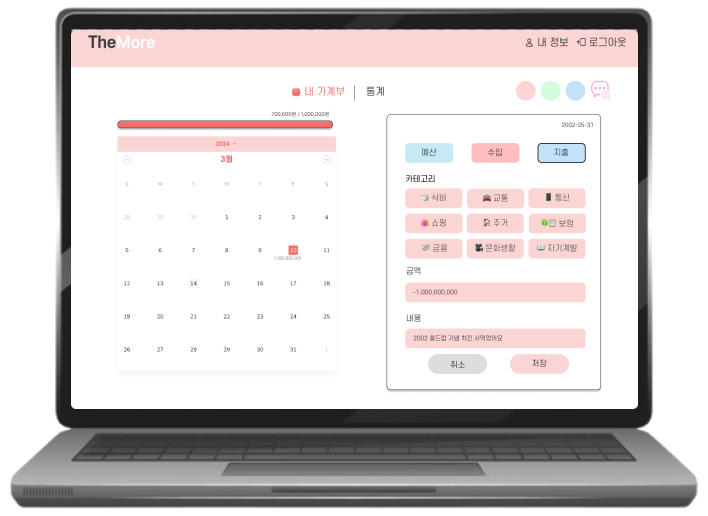 TheMore
내 정보 로그아웃
내 가계부 | 통계
700,000원 / 1,000,000원
2024
3월
S M T W T F S
28 29 30 1 2 3 4
5 6 7 8 9 10 11
-1,000,000,000
12 13 14 15 16 17 18
19 20 21 22 23 24 25
26 27 28 29 30 31 1
2002-05-31
예산 수입 지출
카테고리
식비 교통 통신
쇼핑 주거 보험
금융 문화생활 자기계발
금액
-1,000,000,000
내용
2002 월드컵 기념 치킨 사먹었어요
취소 저장